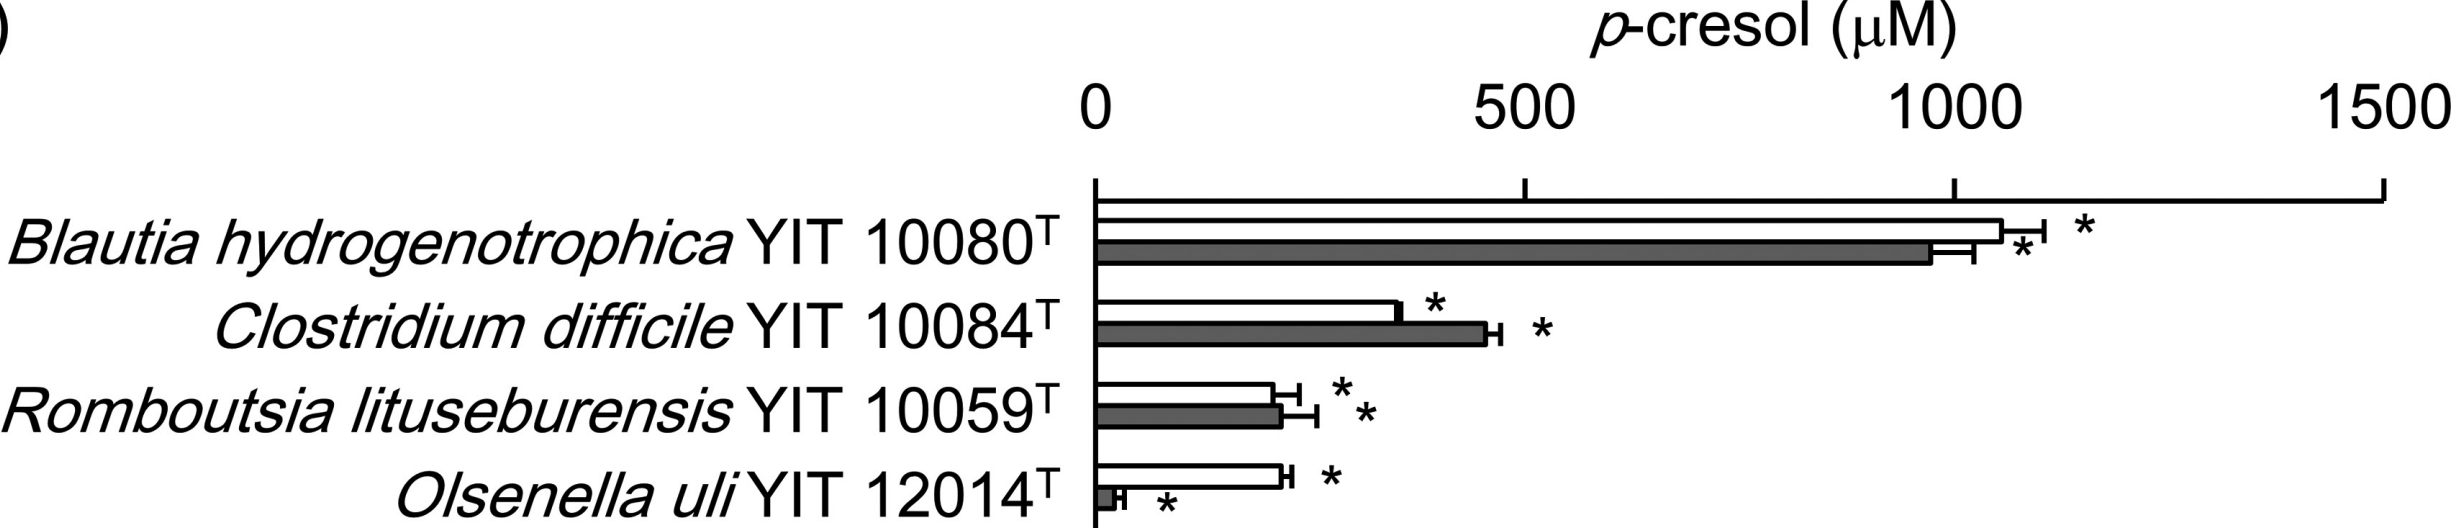 )
p-cresol (μM)
0 500 1000 1500
Blautia hydrogenotrophica YIT 10080ᵀ * *
Clostridium difficile YIT 10084ᵀ * *
Romboutsia lituseburensis YIT 10059ᵀ * *
Olsenella uli YIT 12014ᵀ * *